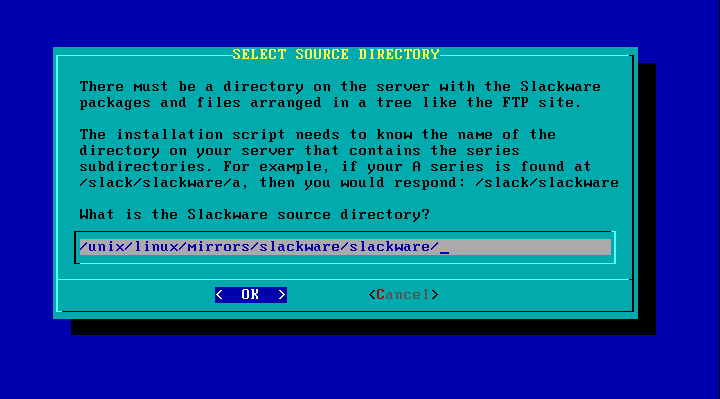 SELECT SOURCE DIRECTORY
There must be a directory on the server with the Slackware
packages and files arranged in a tree like the FTP site.
The installation script needs to know the name of the
directory on your server that contains the series
subdirectories. For example, if your A series is found at
/slack/slackware/a, then you would respond: /slack/slackware
What is the Slackware source directory?
/unix/linux/mirrors/slackware/slackware/_
< OK > <Cancel>